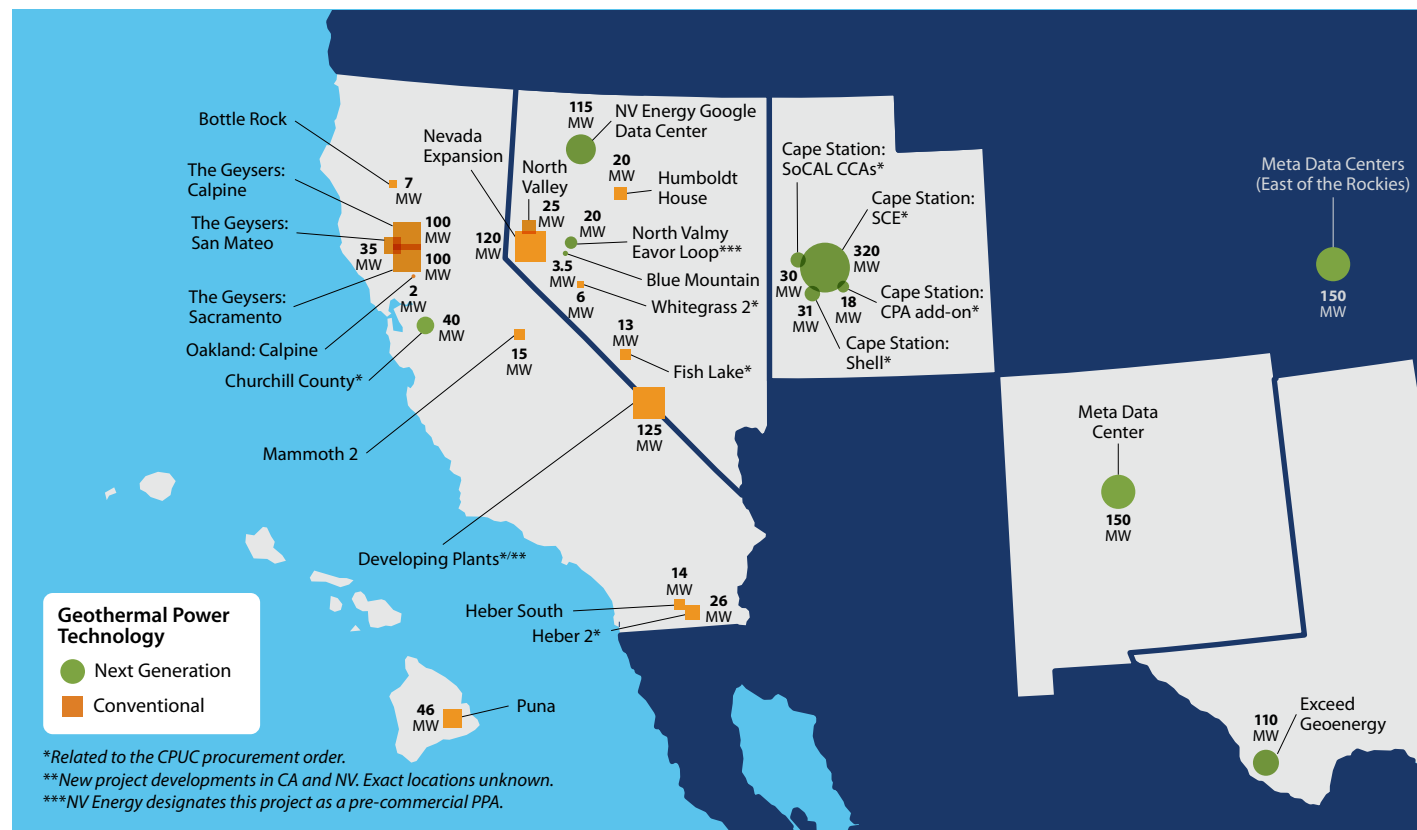 Bottle Rock
7
MW
The Geysers:
Calpine
100
MW
The Geysers:
San Mateo
35
MW
100
MW
The Geysers:
Sacramento
2
MW
Oakland: Calpine
40
MW
Churchill County*
Mammoth 2
15
MW
Nevada
Expansion
120
MW
North
Valley
25
MW
115
MW
NV Energy Google
Data Center
20
MW
Humboldt
House
20
MW
North Valmy
Eavor Loop***
3.5
MW
Blue Mountain
6
MW
Whitegrass 2*
13
MW
Fish Lake*
125
MW
Developing Plants*/**
Cape Station:
SoCAL CCAs*
30
MW
Cape Station:
SCE*
320
MW
18
MW
Cape Station:
CPA add-on*
31
MW
Cape Station:
Shell*
Meta Data Centers
(East of the Rockies)
150
MW
Meta Data
Center
150
MW
14
MW
Heber South
26
MW
Heber 2*
110
MW
Exceed
Geoenergy
46
MW
Puna
Geothermal Power
Technology
Next Generation
Conventional
*Related to the CPUC procurement order.
**New project developments in CA and NV. Exact locations unknown.
***NV Energy designates this project as a pre-commercial PPA.